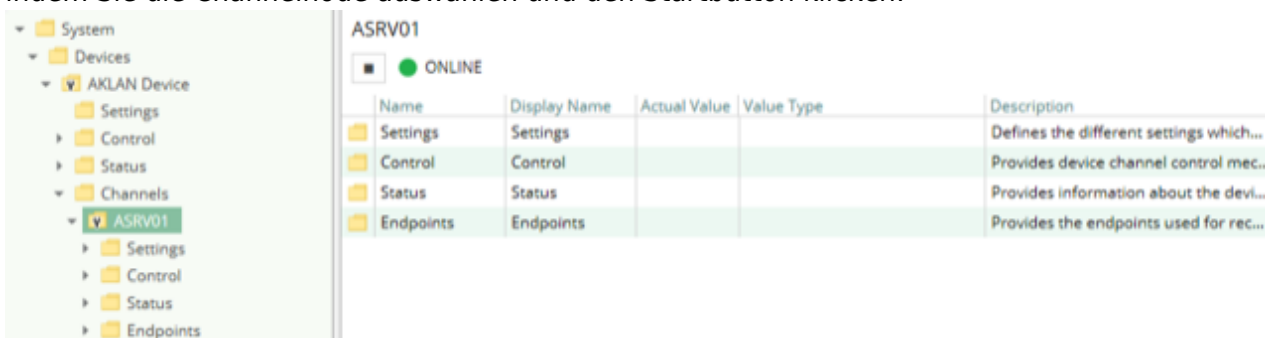 indem Sie die Channelnode auswählen und den Startbutton klicken.
System
Devices
AKLAN Device
Settings
Control
Status
Channels
ASRV01
Settings
Control
Status
Endpoints
ASRV01
ONLINE
Name Display Name Actual Value Value Type Description
Settings Settings Defines the different settings which...
Control Control Provides device channel control mec...
Status Status Provides information about the devi...
Endpoints Endpoints Provides the endpoints used for rec...